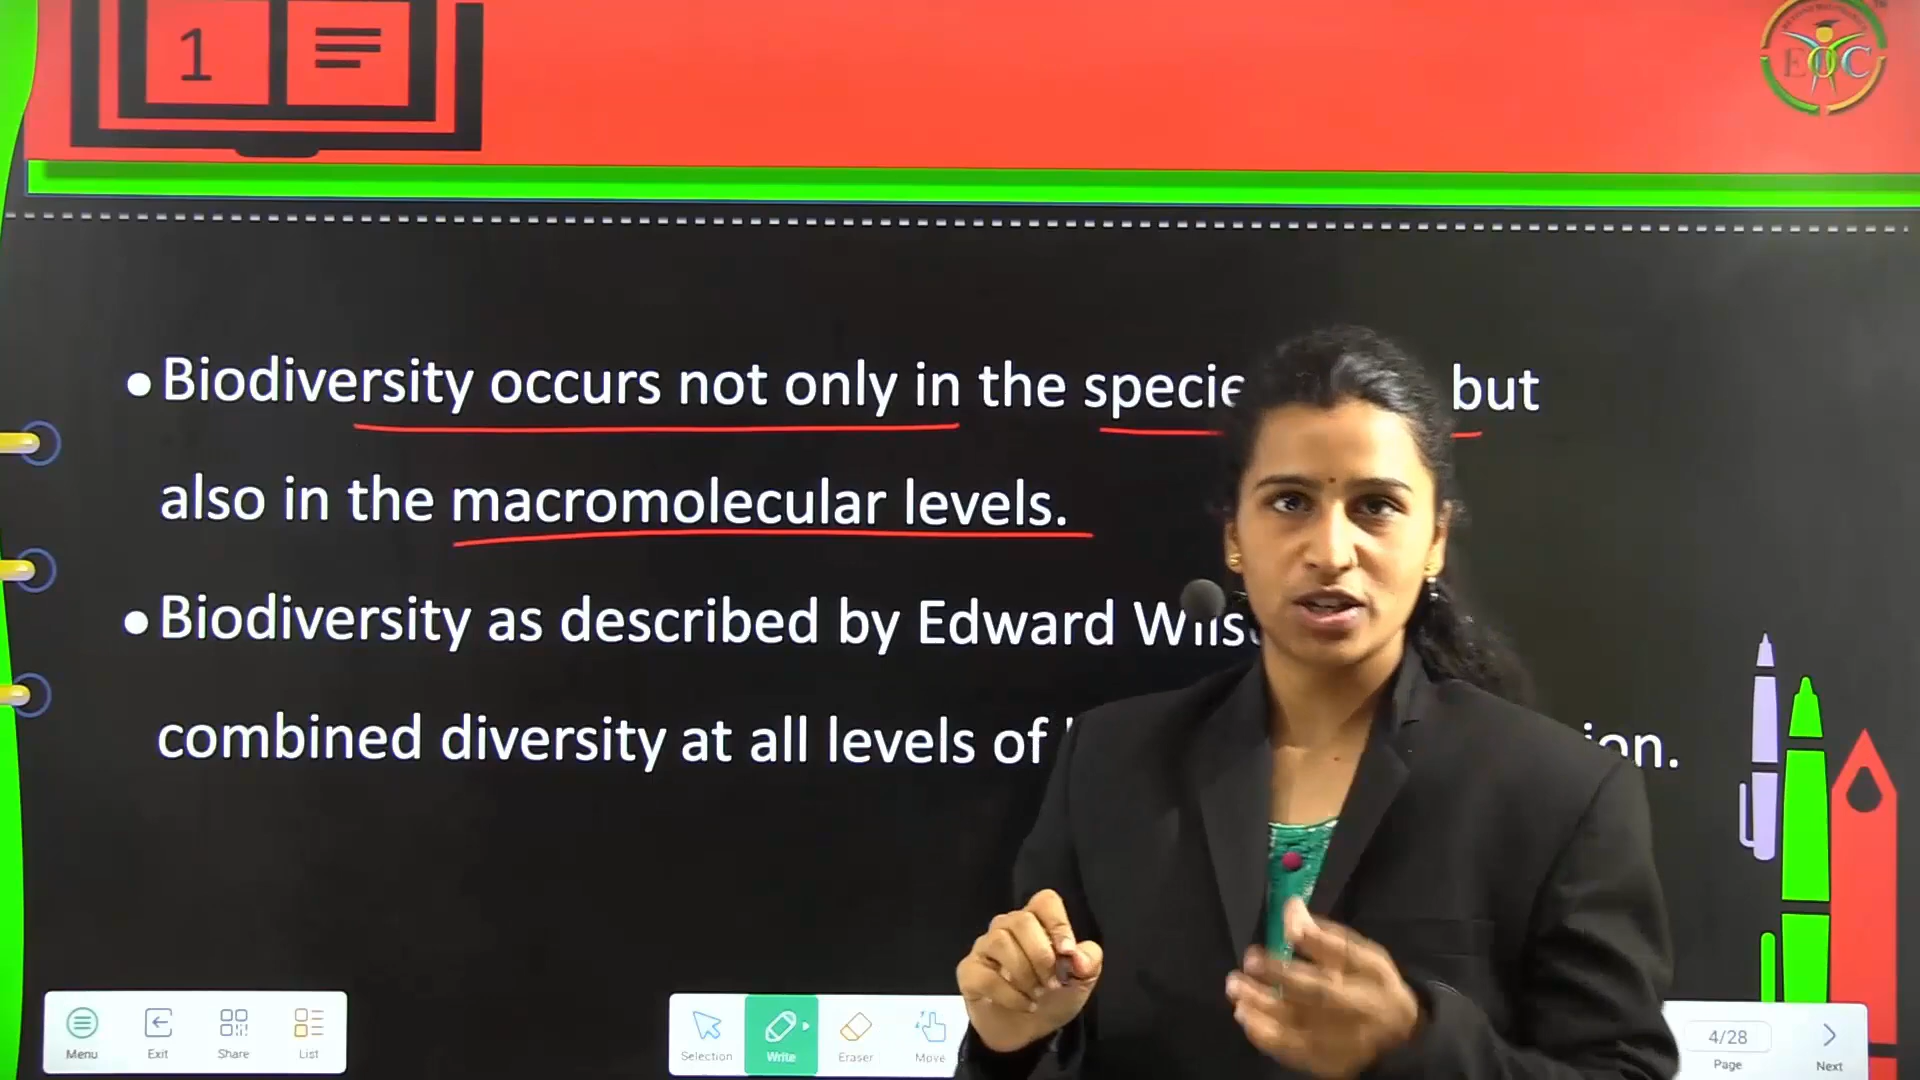 1
EOC
• Biodiversity occurs not only in the but
also in the macromolecular levels.
• Biodiversity as described by Edward
combined diversity at all levels of
Menu
Exit
Share
List
Selection
Write
Eraser
Move
4/28
Page
Next